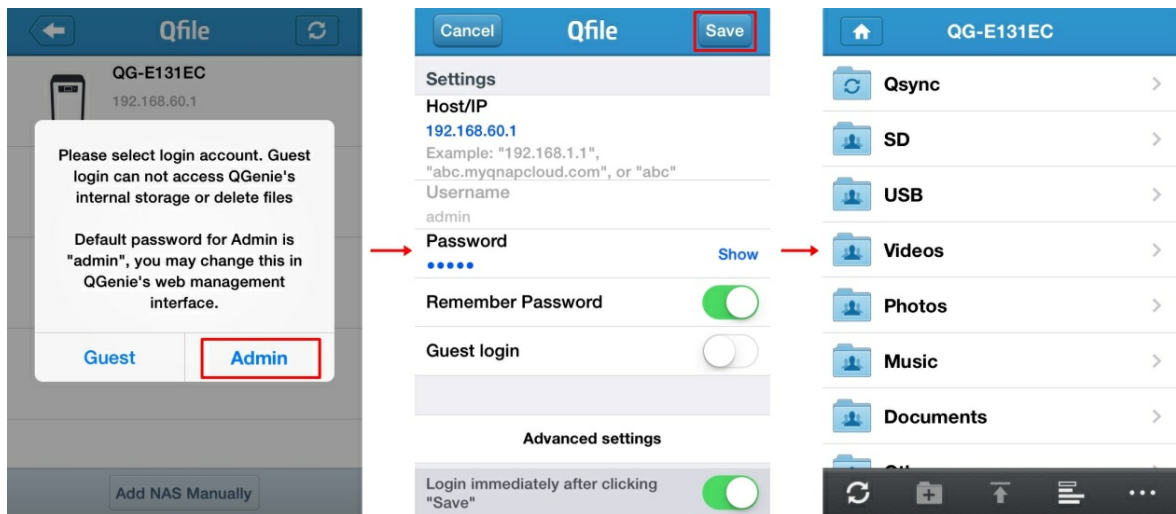 Qfile
QG-E131EC
192.168.60.1
Please select login account. Guest
login can not access QGenie's
internal storage or delete files
Default password for Admin is
"admin", you may change this in
QGenie's web management
interface.
Guest
Admin
Add NAS Manually
Cancel
Qfile
Save
Settings
Host/IP
192.168.60.1
Example: "192.168.1.1",
"abc.myqnapcloud.com", or "abc"
Username
admin
Password
•••••
Show
Remember Password
Guest login
Advanced settings
Login immediately after clicking
"Save"
QG-E131EC
Qsync
SD
USB
Videos
Photos
Music
Documents